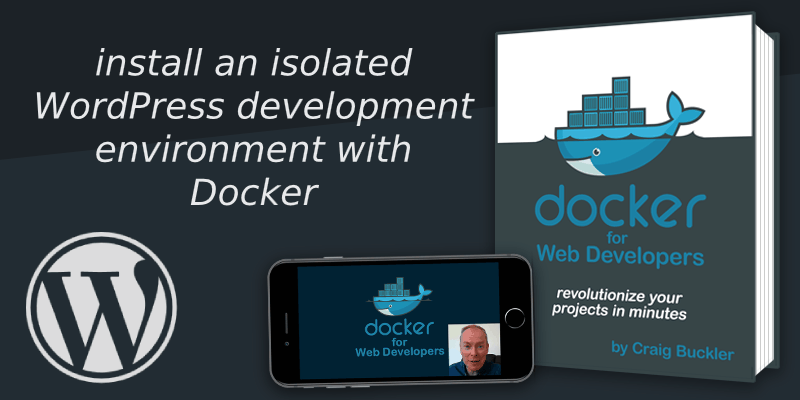 install an isolated
WordPress development
environment with
Docker
docker
for
Web Developers
revolutionize your
projects in minutes
by Craig Buckler
docker
for
Web Developers
W